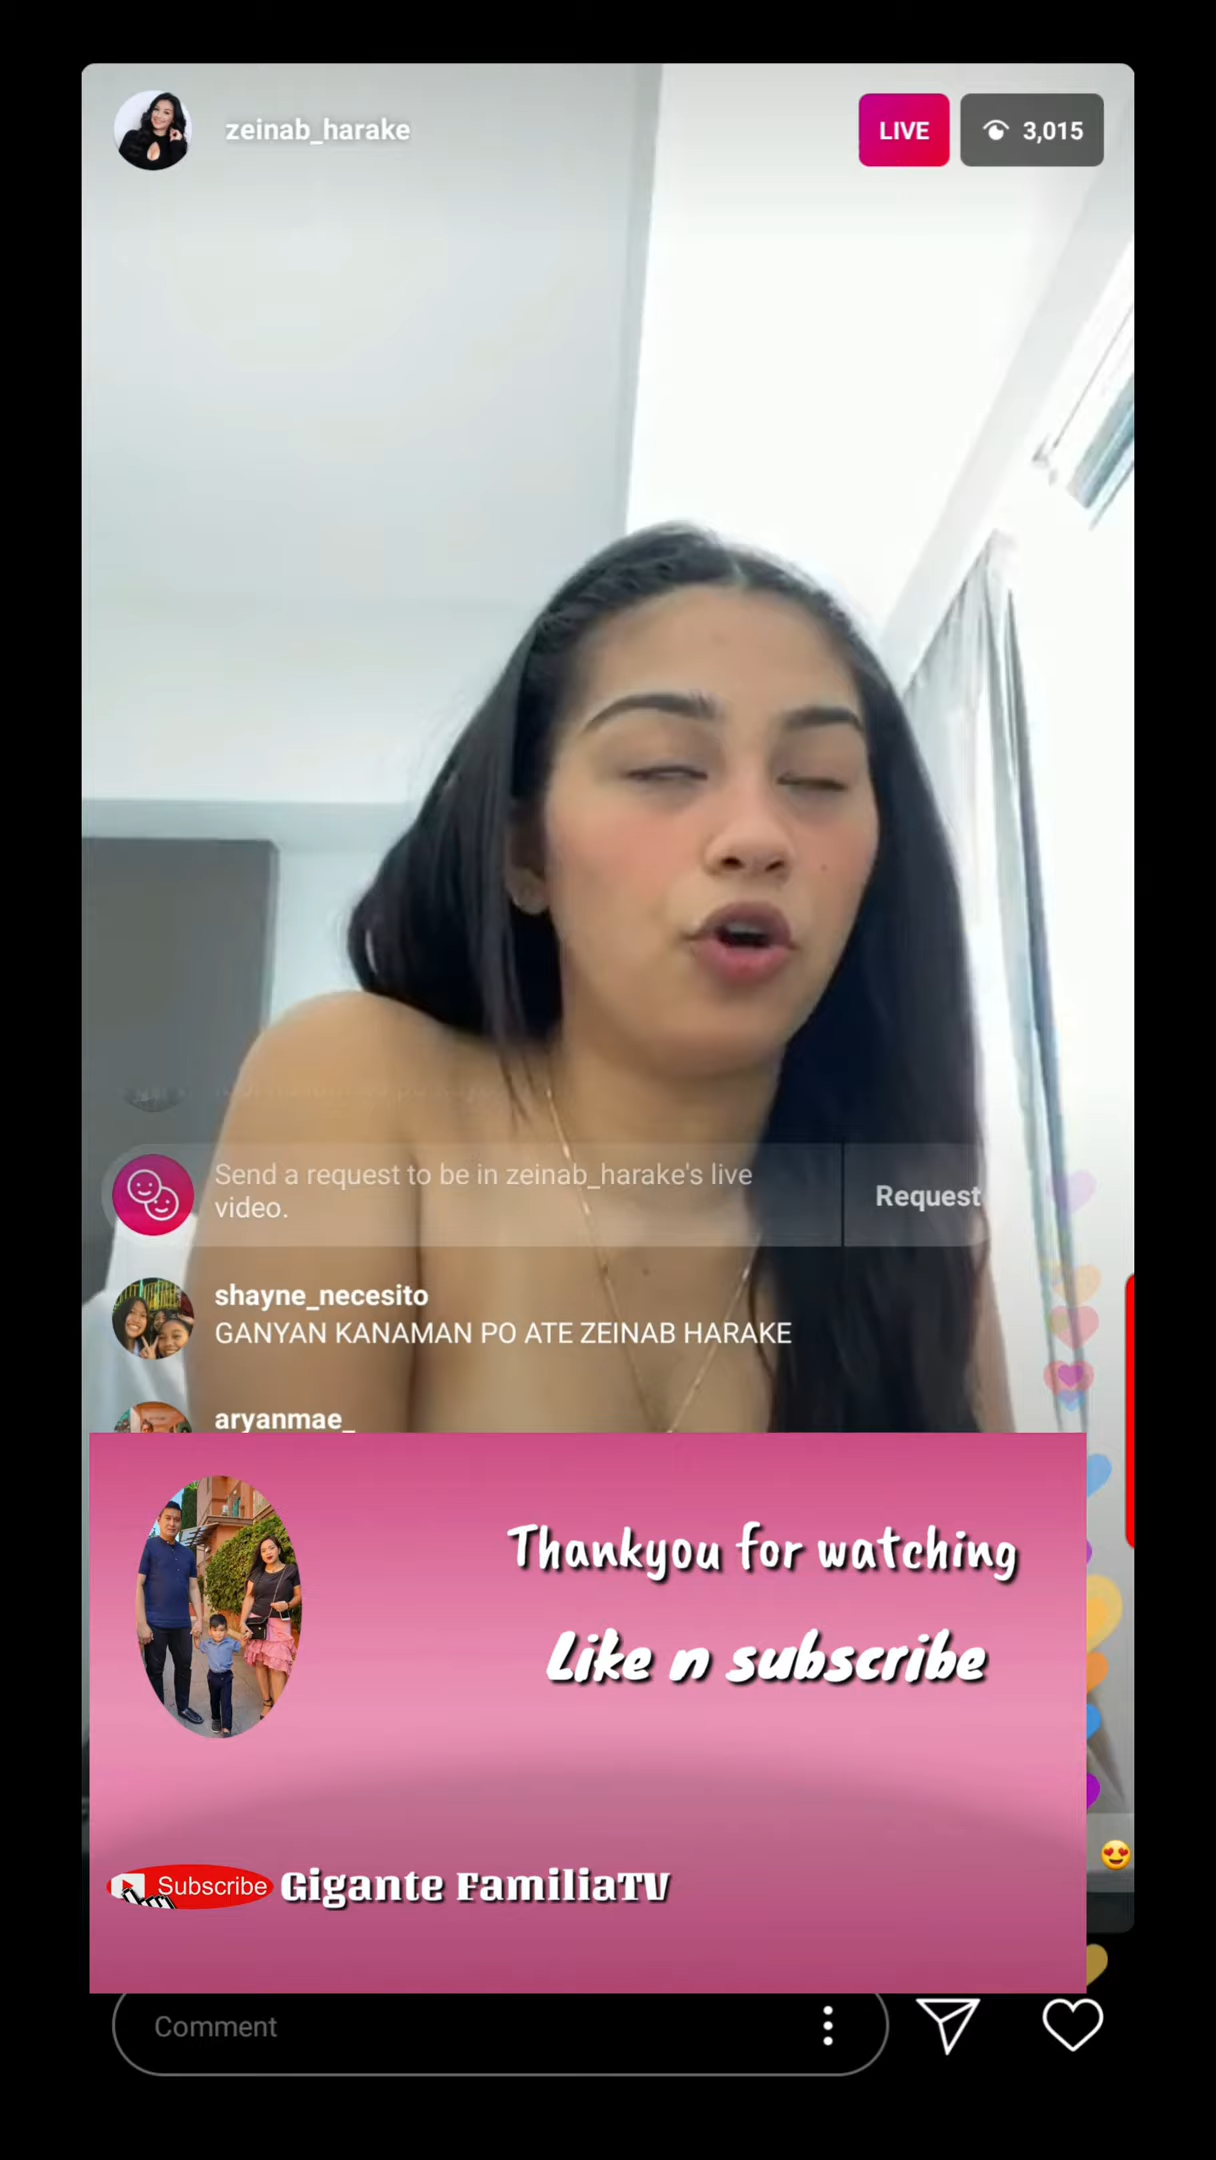 zeinab_harake
LIVE
3,015
Send a request to be in zeinab_harake's live
video.
Request
shayne_necesito
GANYAN KANAMAN PO ATE ZEINAB HARAKE
aryanmae_
Thankyou for watching
Like n subscribe
Subscribe
Gigante FamiliaTV
Comment